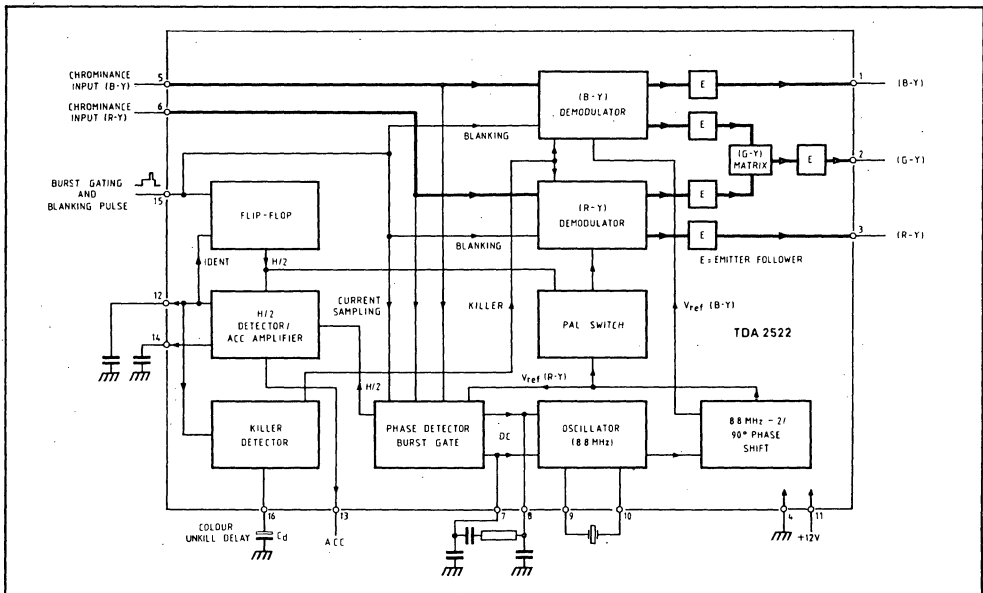 CHROMINANCE
INPUT (B-Y)
5
CHROMINANCE
INPUT (R-Y)
6
BURST GATING
AND
BLANKING PULSE
15
FLIP-FLOP
IDENT
H/2
12
14
H/2
DETECTOR/
ACC AMPLIFIER
CURRENT
SAMPLING
KILLER
DETECTOR
H/2
PHASE DETECTOR
BURST GATE
DC
OSCILLATOR
(8.8 MHz)
8.8 MHz - 2/
90° PHASE
SHIFT
Vref (R-Y)
Vref (B-Y)
KILLER
PAL SWITCH
BLANKING
(B-Y)
DEMODULATOR
BLANKING
(R-Y)
DEMODULATOR
E
E
E
E
(G-Y)
MATRIX
E
E = EMITTER FOLLOWER
1
(B-Y)
2
(G-Y)
3
(R-Y)
TDA 2522
16
13
7
8
9
10
4
11
COLOUR
UNKILL DELAY
Cd
ACC
+12V